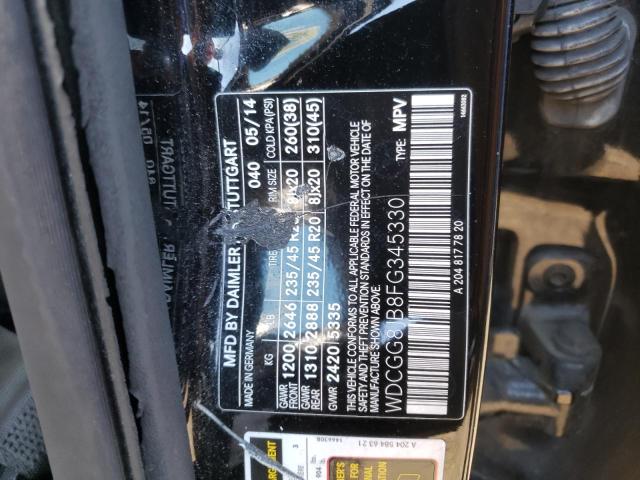 MFD BY DAIMLER STUTTGART
MADE IN GERMANY 040 05/14
KG LB TIRE RIM SIZE COLD KPA(PSI)
GAWR FRONT 1200 2646 235/45 R20 8Jx20 260(38)
GAWR REAR 1310 2888 235/45 R20 8Jx20 310(45)
GVWR 2420 5335
THIS VEHICLE CONFORMS TO ALL APPLICABLE FEDERAL MOTOR VEHICLE
SAFETY AND THEFT PREVENTION STANDARDS IN EFFECT ON THE DATE OF
MANUFACTURE SHOWN ABOVE.
TYPE: MPV
WDCGG8JB8FG345330
A 204 817 78 20
A 204 584 63 21